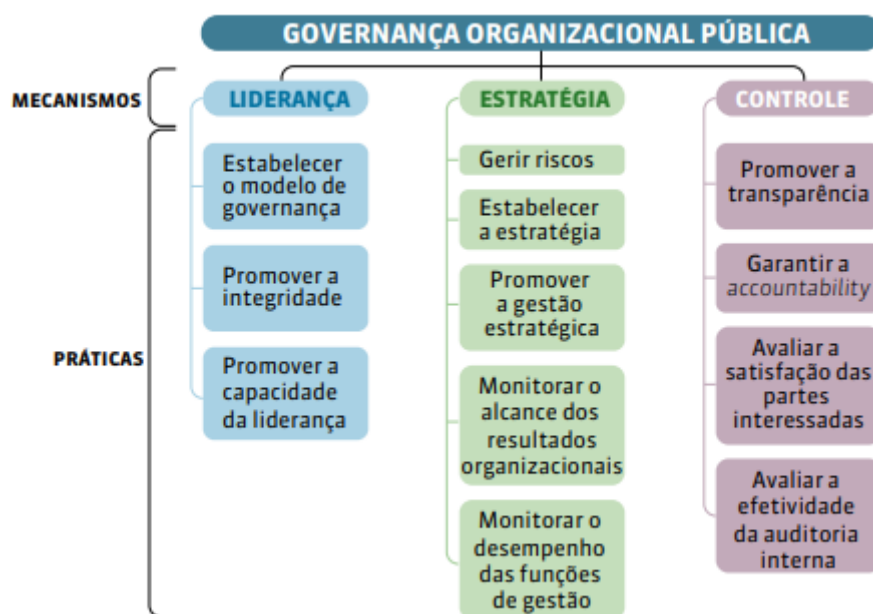 GOVERNANÇA ORGANIZACIONAL PÚBLICA
MECANISMOS
LIDERANÇA
ESTRATÉGIA
CONTROLE
PRÁTICAS
Estabelecer
o modelo de
governança
Promover a
integridade
Promover a
capacidade
da liderança
Gerir riscos
Estabelecer
a estratégia
Promover
a gestão
estratégica
Monitorar o
alcance dos
resultados
organizacionais
Monitorar o
desempenho
das funções
de gestão
Promover a
transparência
Garantir a
accountability
Avaliar a
satisfação das
partes
interessadas
Avaliar a
efetividade
da auditoria
interna